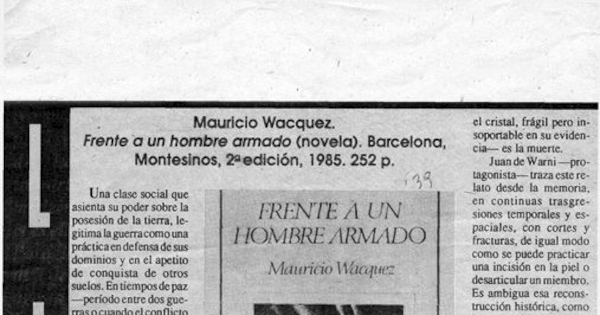 Mauricio Wacquez.
Frente a un hombre armado (novela). Barcelona,
Montesinos, 2ª edición, 1985. 252 p.
39
Una clase social que
asienta su poder sobre la
posesión de la tierra, le-
gitima la guerra como una
práctica en defensa de sus
dominios y en el apetito
de conquista de otros
suelos. En tiempos de paz
—período entre dos gue-
rras o cuando el conflicto
FRENTE A UN
HOMBRE ARMADO
Mauricio Wacquez
el cristal, frágil pero in-
soportable en su eviden-
cia— es la muerte.
Juan de Warni —pro-
tagonista— traza este re-
lato desde la memoria,
en continuas trasgre-
siones temporales y es-
paciales, con cortes y
fracturas, de igual modo
como se puede practicar
una incisión en la piel o
desarticular un miembro.
Es ambigua esa recons-
trucción histórica, como